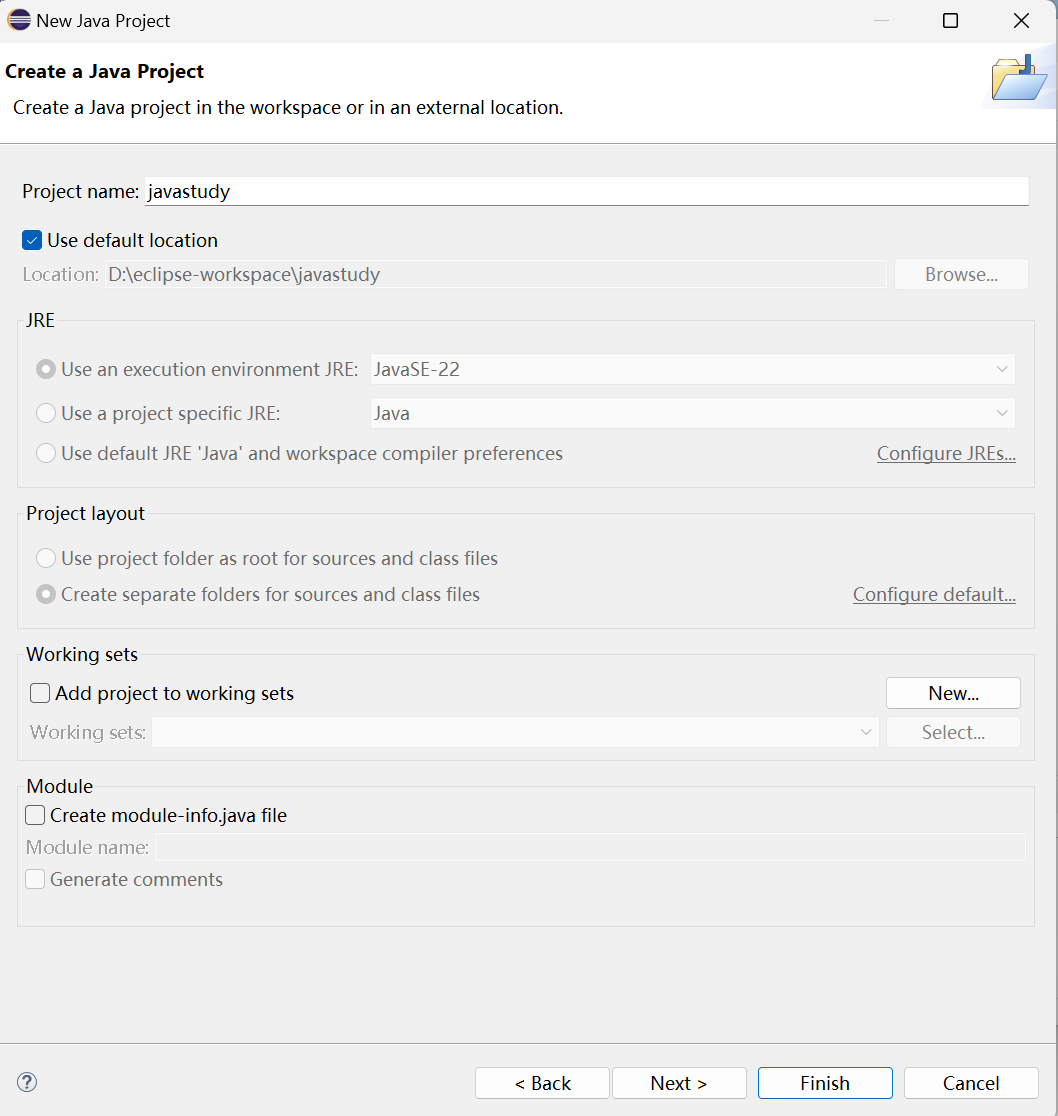 New Java Project
Create a Java Project
Create a Java project in the workspace or in an external location.
Project name: javastudy
Use default location
Location: D:\eclipse-workspace\javastudy Browse...
JRE
Use an execution environment JRE: JavaSE-22
Use a project specific JRE: Java
Use default JRE 'Java' and workspace compiler preferences Configure JREs...
Project layout
Use project folder as root for sources and class files
Create separate folders for sources and class files Configure default...
Working sets
Add project to working sets New...
Working sets: Select...
Module
Create module-info.java file
Module name:
Generate comments
? < Back Next > Finish Cancel